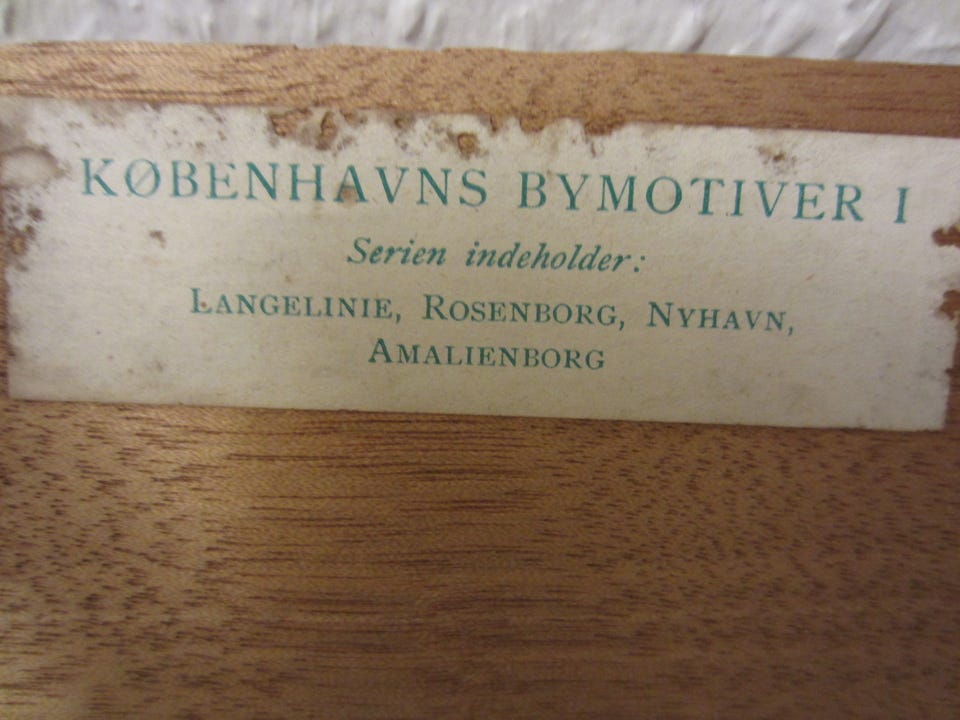 KØBENHAVNS BYMOTIVER I
Serien indeholder:
LANGELINIE, ROSENBORG, NYHAVN,
AMALIENBORG